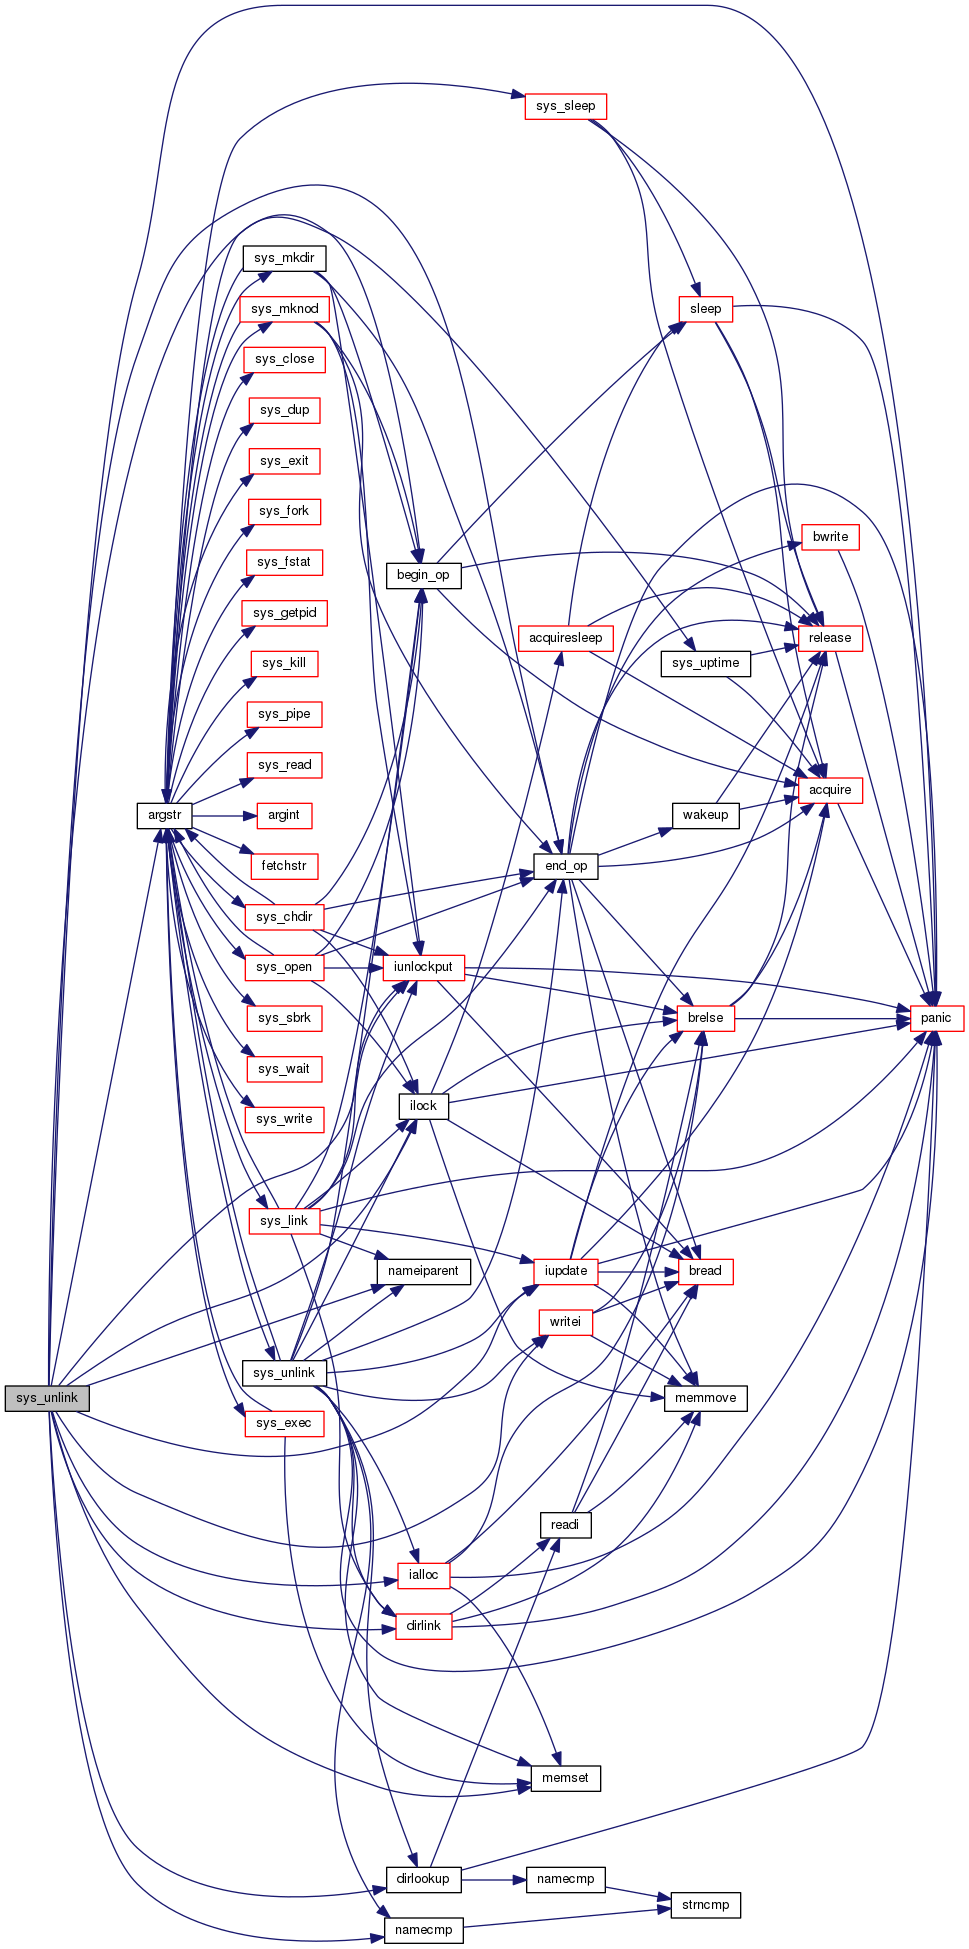 sys_sleep
sys_mkdir
sys_mknod
sleep
sys_close
sys_dup
sys_exit
sys_fork
bwrite
sys_fstat
begin_op
sys_getpid
acquiresleep
release
sys_kill
sys_uptime
sys_pipe
sys_read
acquire
argstr
argint
wakeup
fetchstr
end_op
sys_chdir
sys_open
iunlockput
sys_sbrk
brelse
panic
sys_wait
ilock
sys_write
sys_link
nameiparent
iupdate
bread
writei
sys_unlink
sys_unlink
memmove
sys_exec
readi
ialloc
dirlink
memset
dirlookup
namecmp
strncmp
namecmp